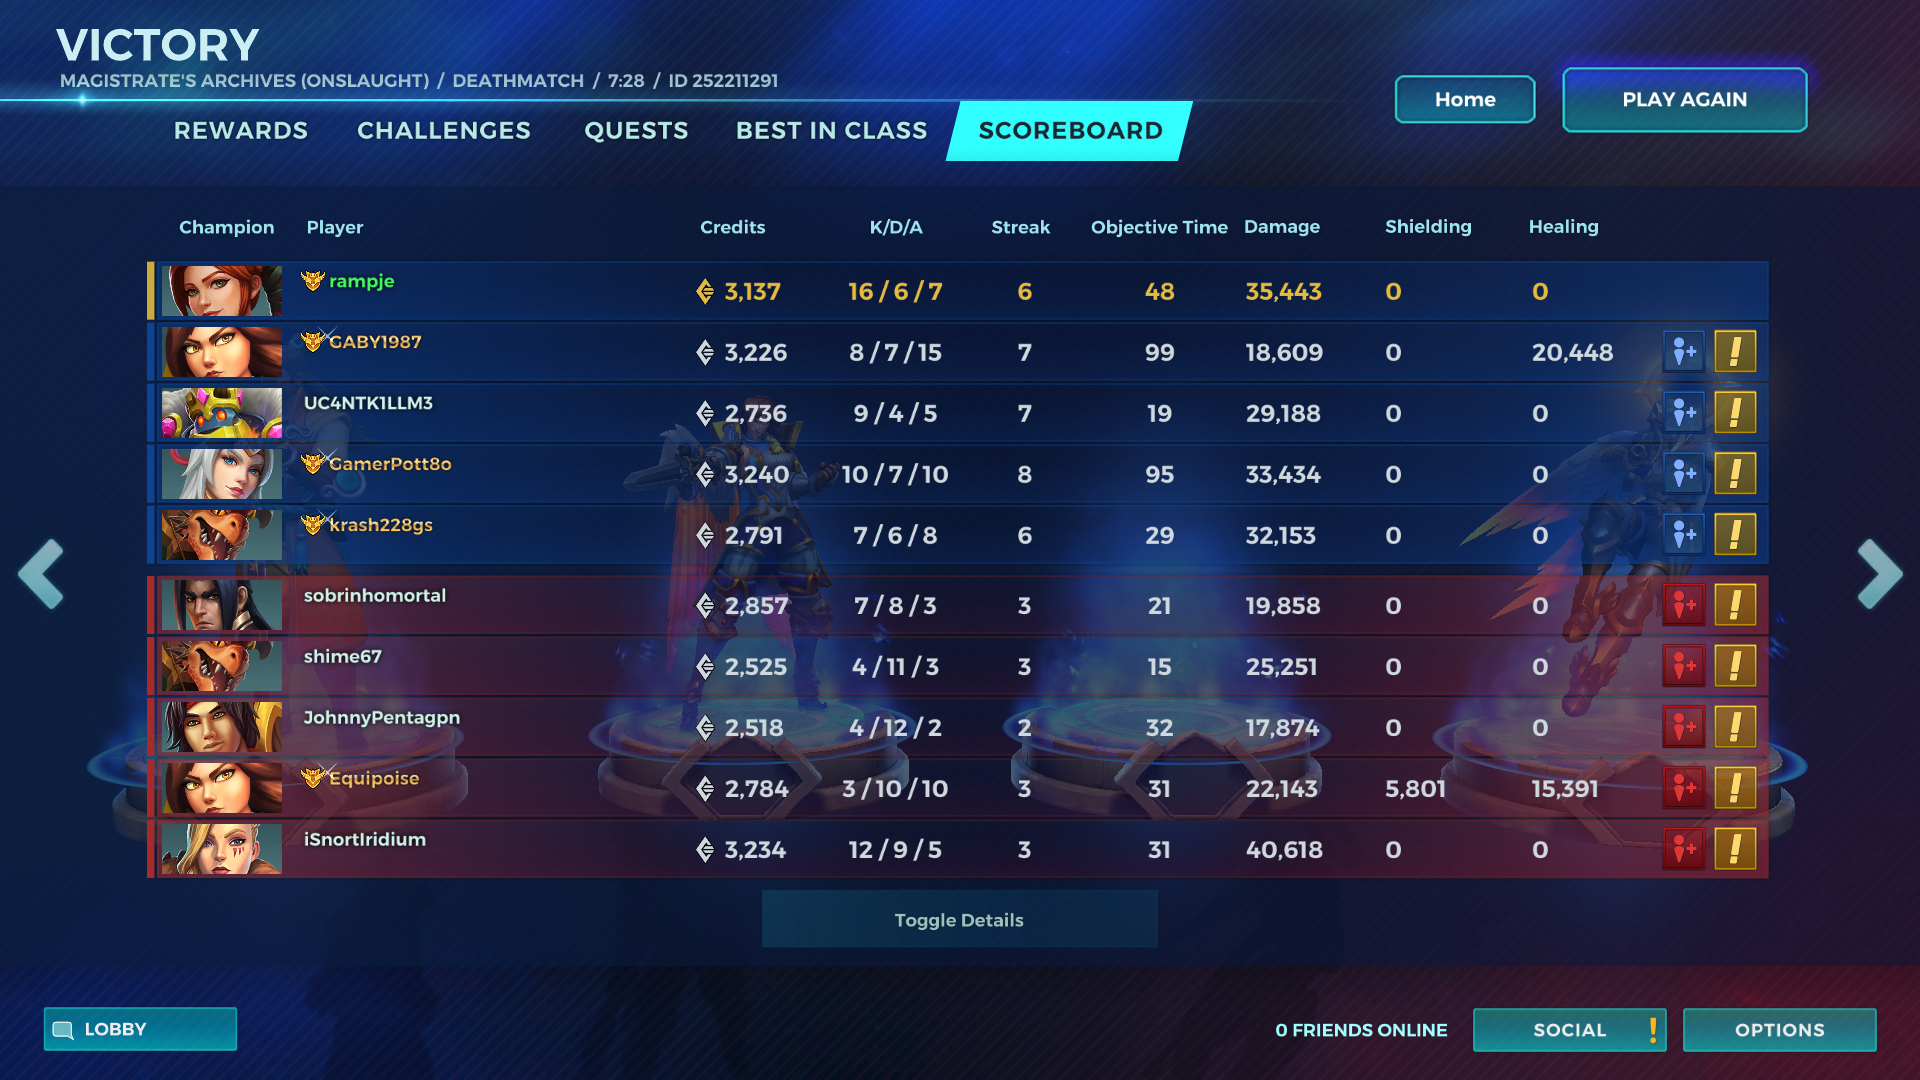 VICTORY
MAGISTRATE'S ARCHIVES (ONSLAUGHT) / DEATHMATCH / 7:28 / ID 252211291
Home
PLAY AGAIN
REWARDS CHALLENGES QUESTS BEST IN CLASS SCOREBOARD
Champion Player Credits K/D/A Streak Objective Time Damage Shielding Healing
rampje 3,137 16 / 6 / 7 6 48 35,443 0 0
GABY1987 3,226 8 / 7 / 15 7 99 18,609 0 20,448
UC4NTK1LLM3 2,736 9 / 4 / 5 7 19 29,188 0 0
GamerPott8o 3,240 10 / 7 / 10 8 95 33,434 0 0
krash228gs 2,791 7 / 6 / 8 6 29 32,153 0 0
sobrinhomortal 2,857 7 / 8 / 3 3 21 19,858 0 0
shime67 2,525 4 / 11 / 3 3 15 25,251 0 0
JohnnyPentagpn 2,518 4 / 12 / 2 2 32 17,874 0 0
Equipoise 2,784 3 / 10 / 10 3 31 22,143 5,801 15,391
iSnortIridium 3,234 12 / 9 / 5 3 31 40,618 0 0
Toggle Details
LOBBY
0 FRIENDS ONLINE
SOCIAL !
OPTIONS